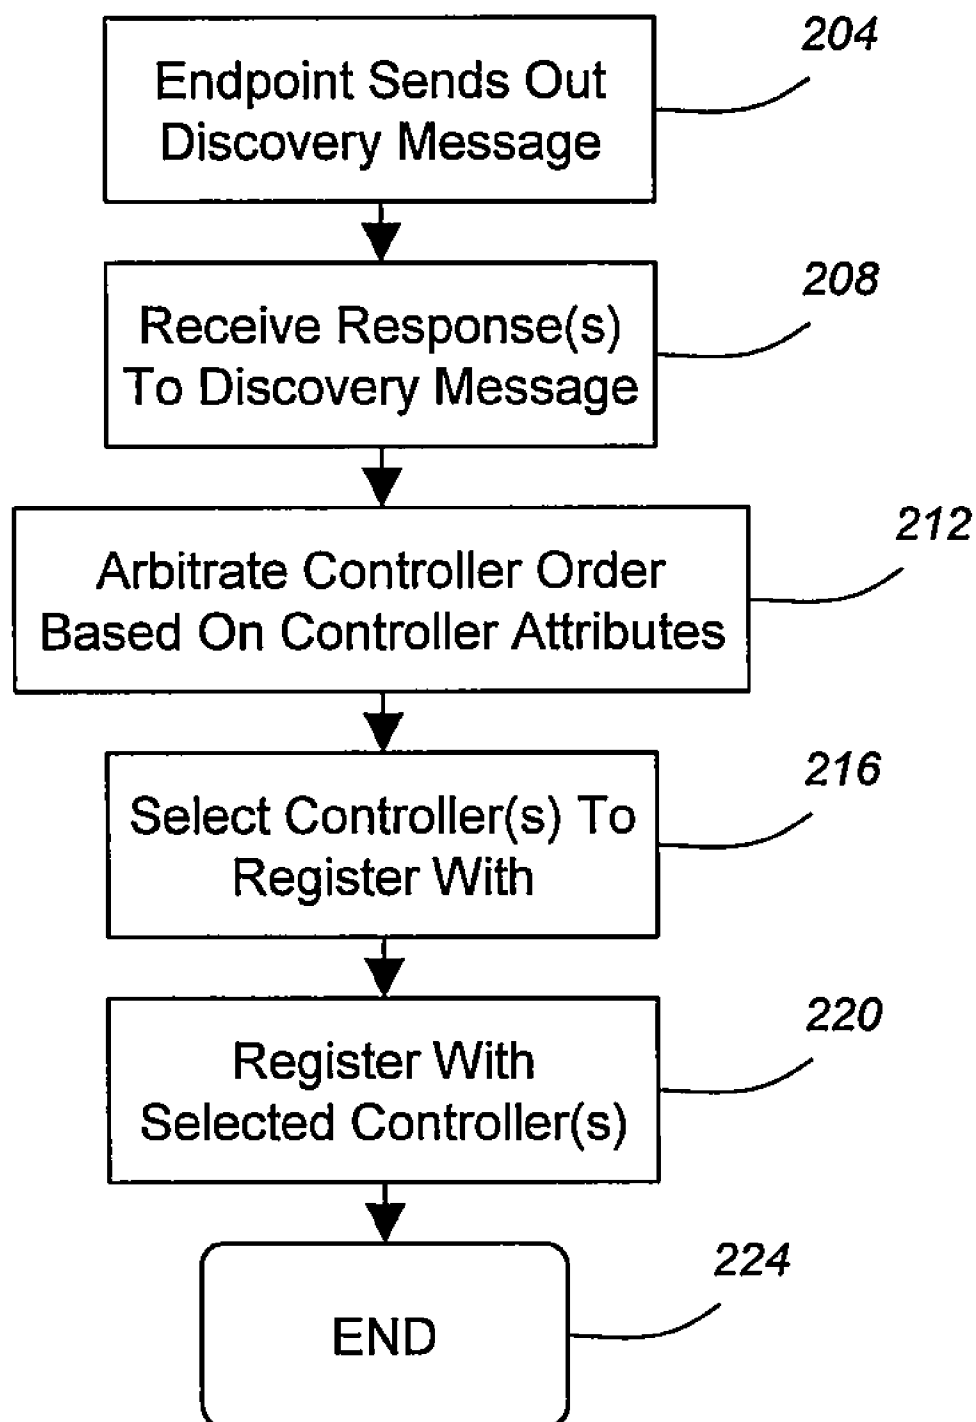 204
Endpoint Sends Out
Discovery Message
208
Receive Response(s)
To Discovery Message
212
Arbitrate Controller Order
Based On Controller Attributes
216
Select Controller(s) To
Register With
220
Register With
Selected Controller(s)
224
END